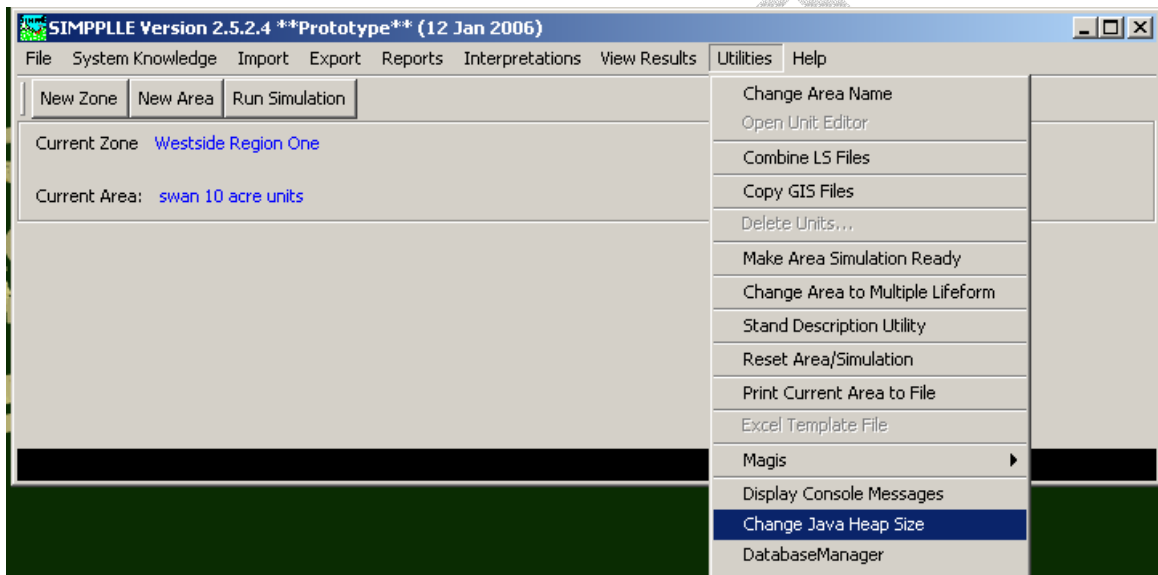 SIMPPLLE Version 2.5.2.4 **Prototype** (12 Jan 2006)
File System Knowledge Import Export Reports Interpretations View Results Utilities Help
New Zone New Area Run Simulation
Current Zone Westside Region One
Current Area: swan 10 acre units
Change Area Name
Open Unit Editor
Combine LS Files
Copy GIS Files
Delete Units...
Make Area Simulation Ready
Change Area to Multiple Lifeform
Stand Description Utility
Reset Area/Simulation
Print Current Area to File
Excel Template File
Magis
Display Console Messages
Change Java Heap Size
DatabaseManager